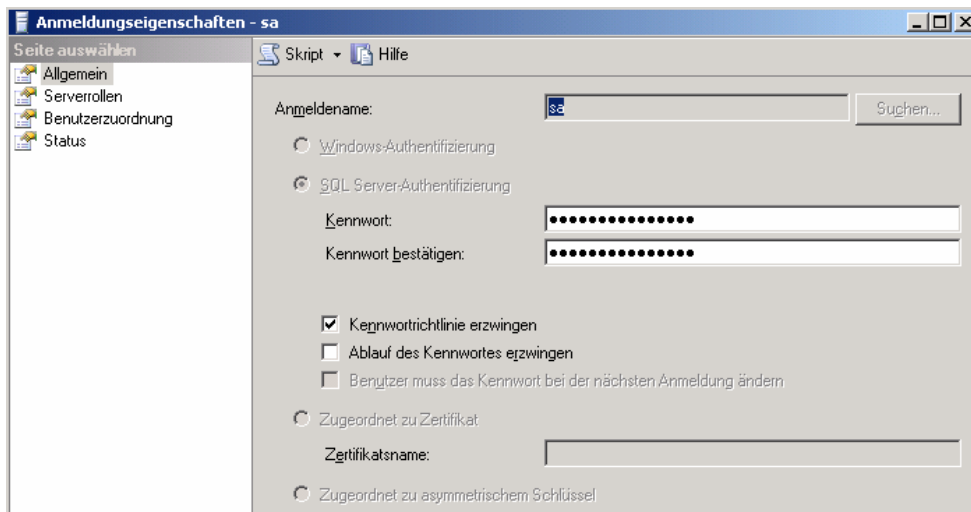 Anmeldungseigenschaften - sa
Seite auswählen
Allgemein
Serverrollen
Benutzerzuordnung
Status
Skript Hilfe
Anmeldename: sa Suchen...
Windows-Authentifizierung
SQL Server-Authentifizierung
Kennwort: ●●●●●●●●●●●●●●●
Kennwort bestätigen: ●●●●●●●●●●●●●●●
Kennwortrichtlinie erzwingen
Ablauf des Kennwortes erzwingen
Benutzer muss das Kennwort bei der nächsten Anmeldung ändern
Zugeordnet zu Zertifikat
Zertifikatsname:
Zugeordnet zu asymmetrischem Schlüssel